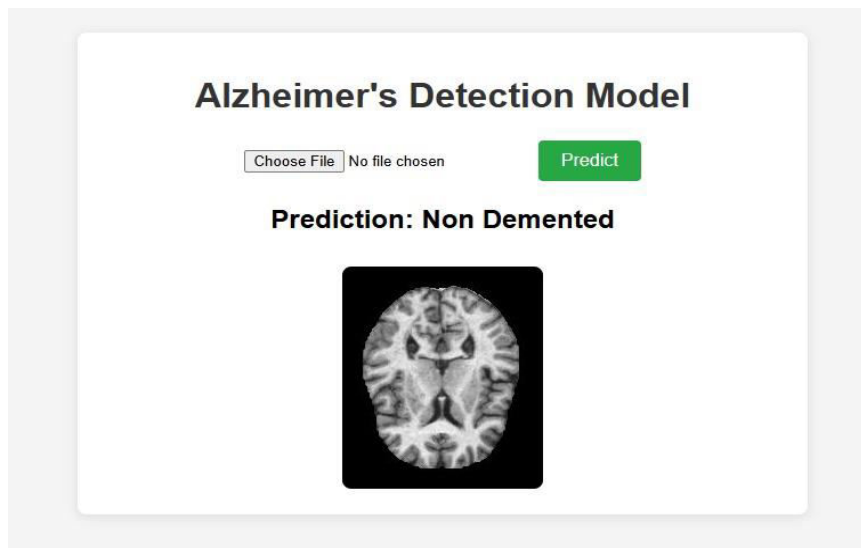 Alzheimer's Detection Model
Choose File No file chosen
Predict
Prediction: Non Demented